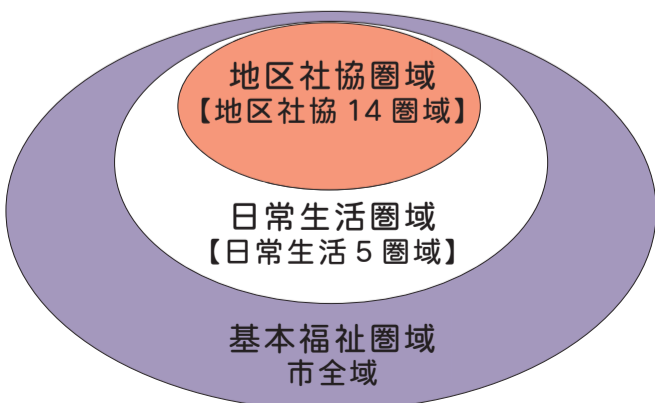 地区社協圏域
【地区社協 14 圏域】
日常生活圏域
【日常生活 5 圏域】
基本福祉圏域
市全域